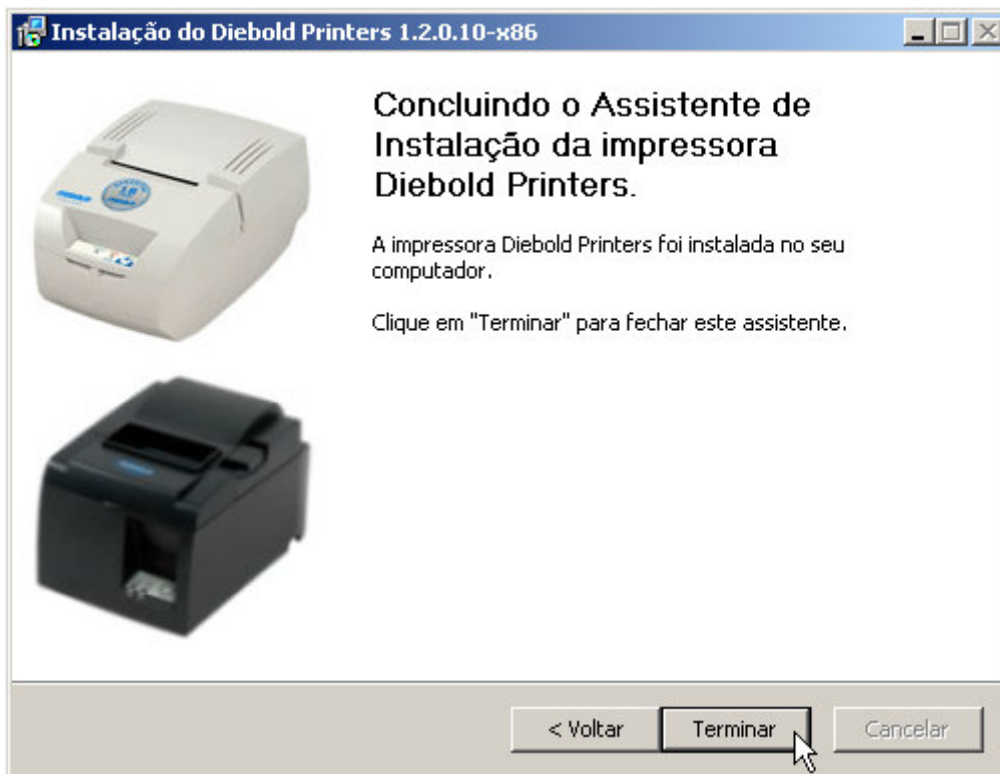 Instalação do Diebold Printers 1.2.0.10-x86
Concluindo o Assistente de
Instalação da impressora
Diebold Printers.
A impressora Diebold Printers foi instalada no seu
computador.
Clique em "Terminar" para fechar este assistente.
< Voltar
Terminar
Cancelar